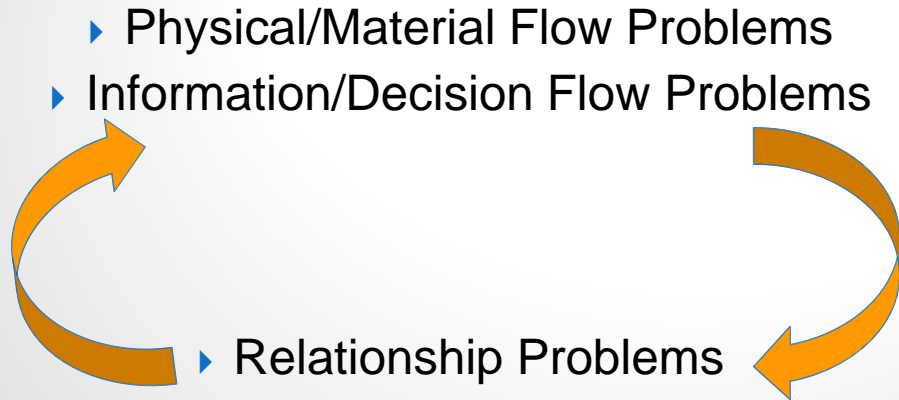 Physical/Material Flow Problems
Information/Decision Flow Problems
Relationship Problems